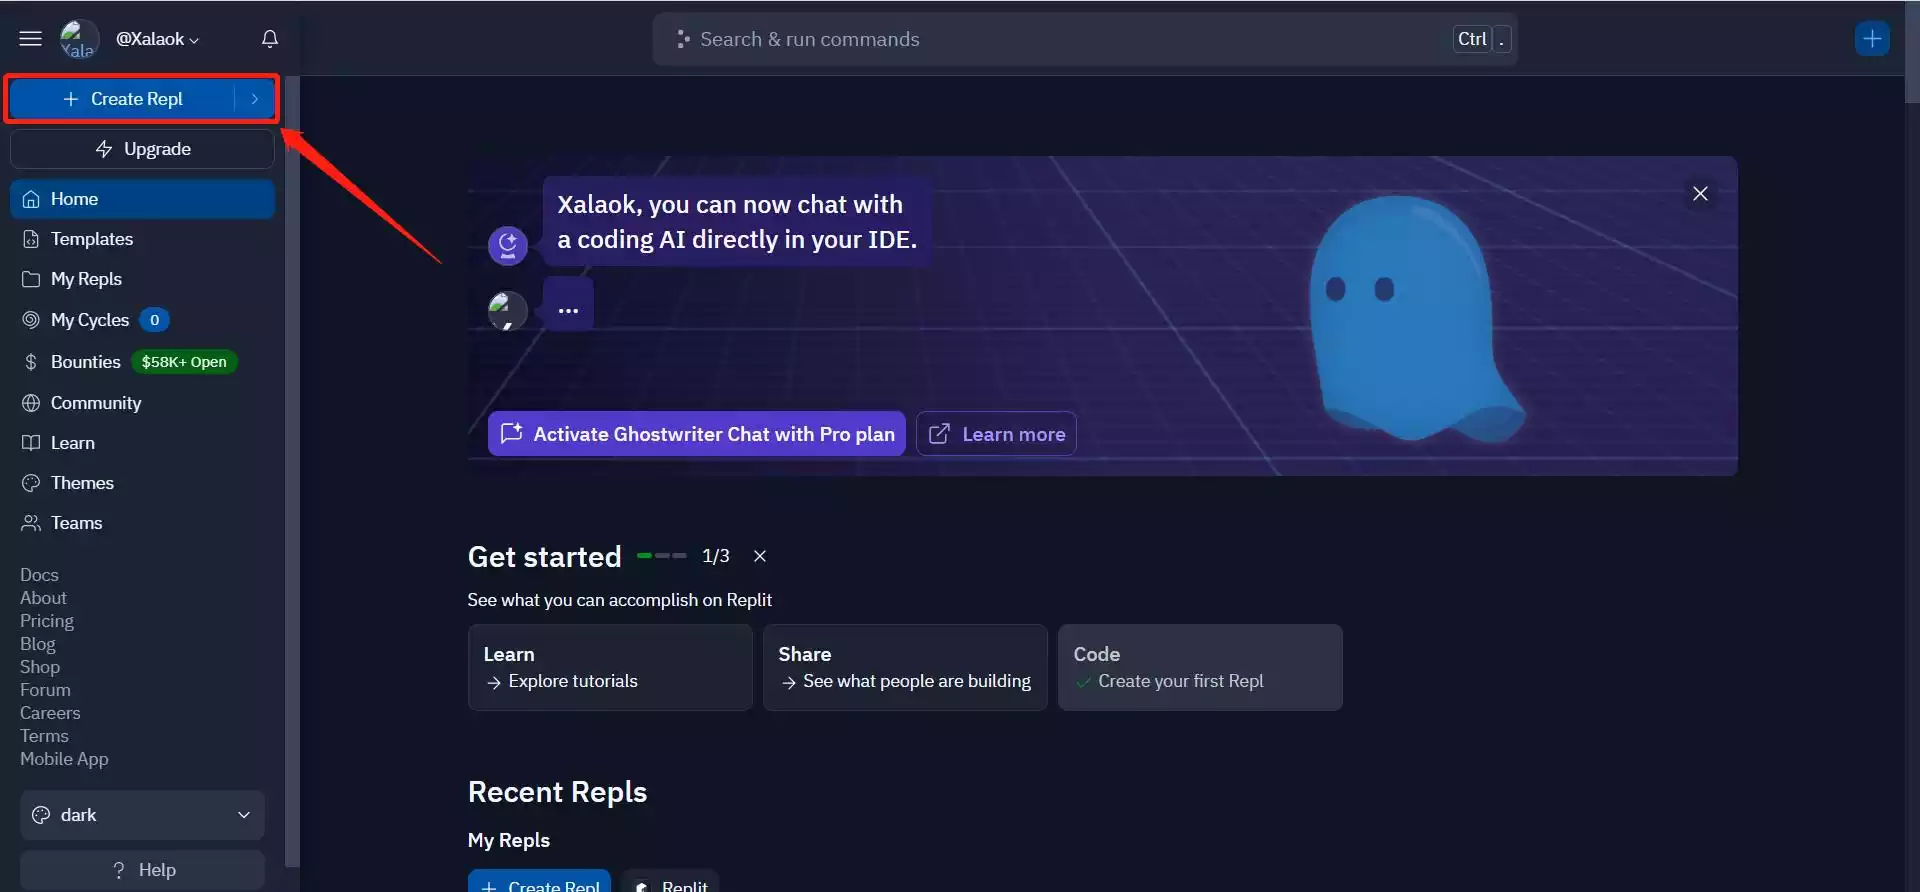 Xala
@Xalaok
Search & run commands
Ctrl .
Create Repl
Upgrade
Home
Templates
My Repls
My Cycles 0
Bounties $58K+ Open
Community
Learn
Themes
Teams
Docs
About
Pricing
Blog
Shop
Forum
Careers
Terms
Mobile App
dark
? Help
Xalaok, you can now chat with
a coding AI directly in your IDE.
...
Activate Ghostwriter Chat with Pro plan
Learn more
Get started 1/3
See what you can accomplish on Replit
Learn
→ Explore tutorials
Share
→ See what people are building
Code
✓ Create your first Repl
Recent Repls
My Repls
+ Create Repl
Replit